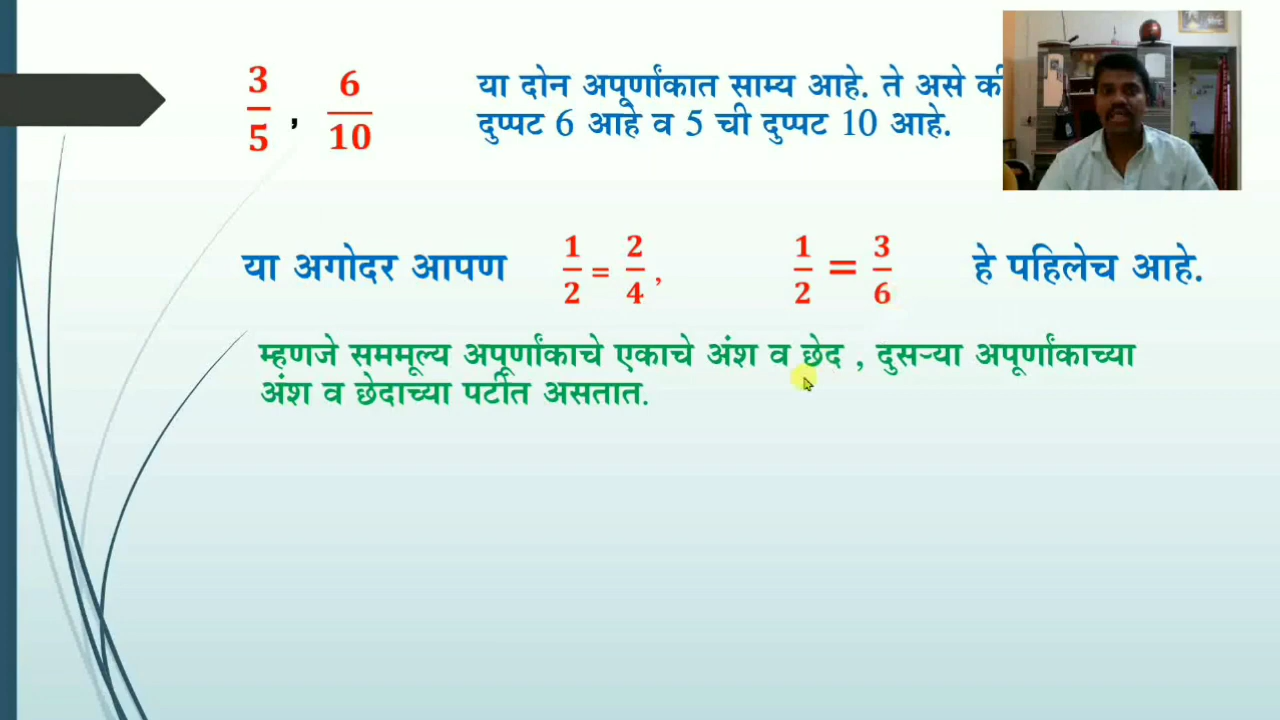 3/5 , 6/10 या दोन अपूर्णांकात साम्य आहे. ते असे की
दुप्पट 6 आहे व 5 ची दुप्पट 10 आहे.
या अगोदर आपण 1/2 = 2/4 , 1/2 = 3/6 हे पहिलेच आहे.
म्हणजे सममूल्य अपूर्णांकाचे एकाचे अंश व छेद , दुसऱ्या अपूर्णांकाच्या
अंश व छेदाच्या पटीत असतात.